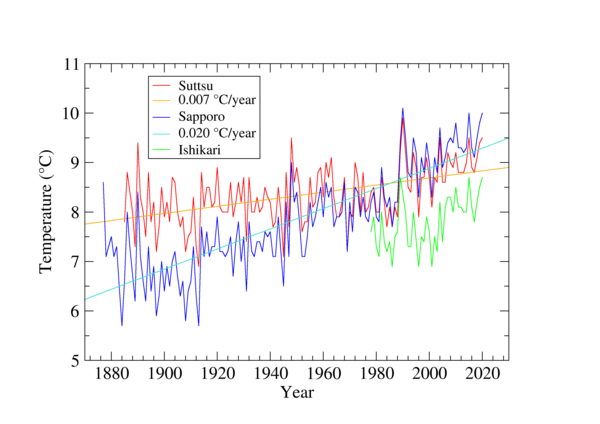 11
10
9
8
7
6
5
Temperature (°C)
Suttsu
0.007 °C/year
Sapporo
0.020 °C/year
Ishikari
1880 1900 1920 1940 1960 1980 2000 2020
Year